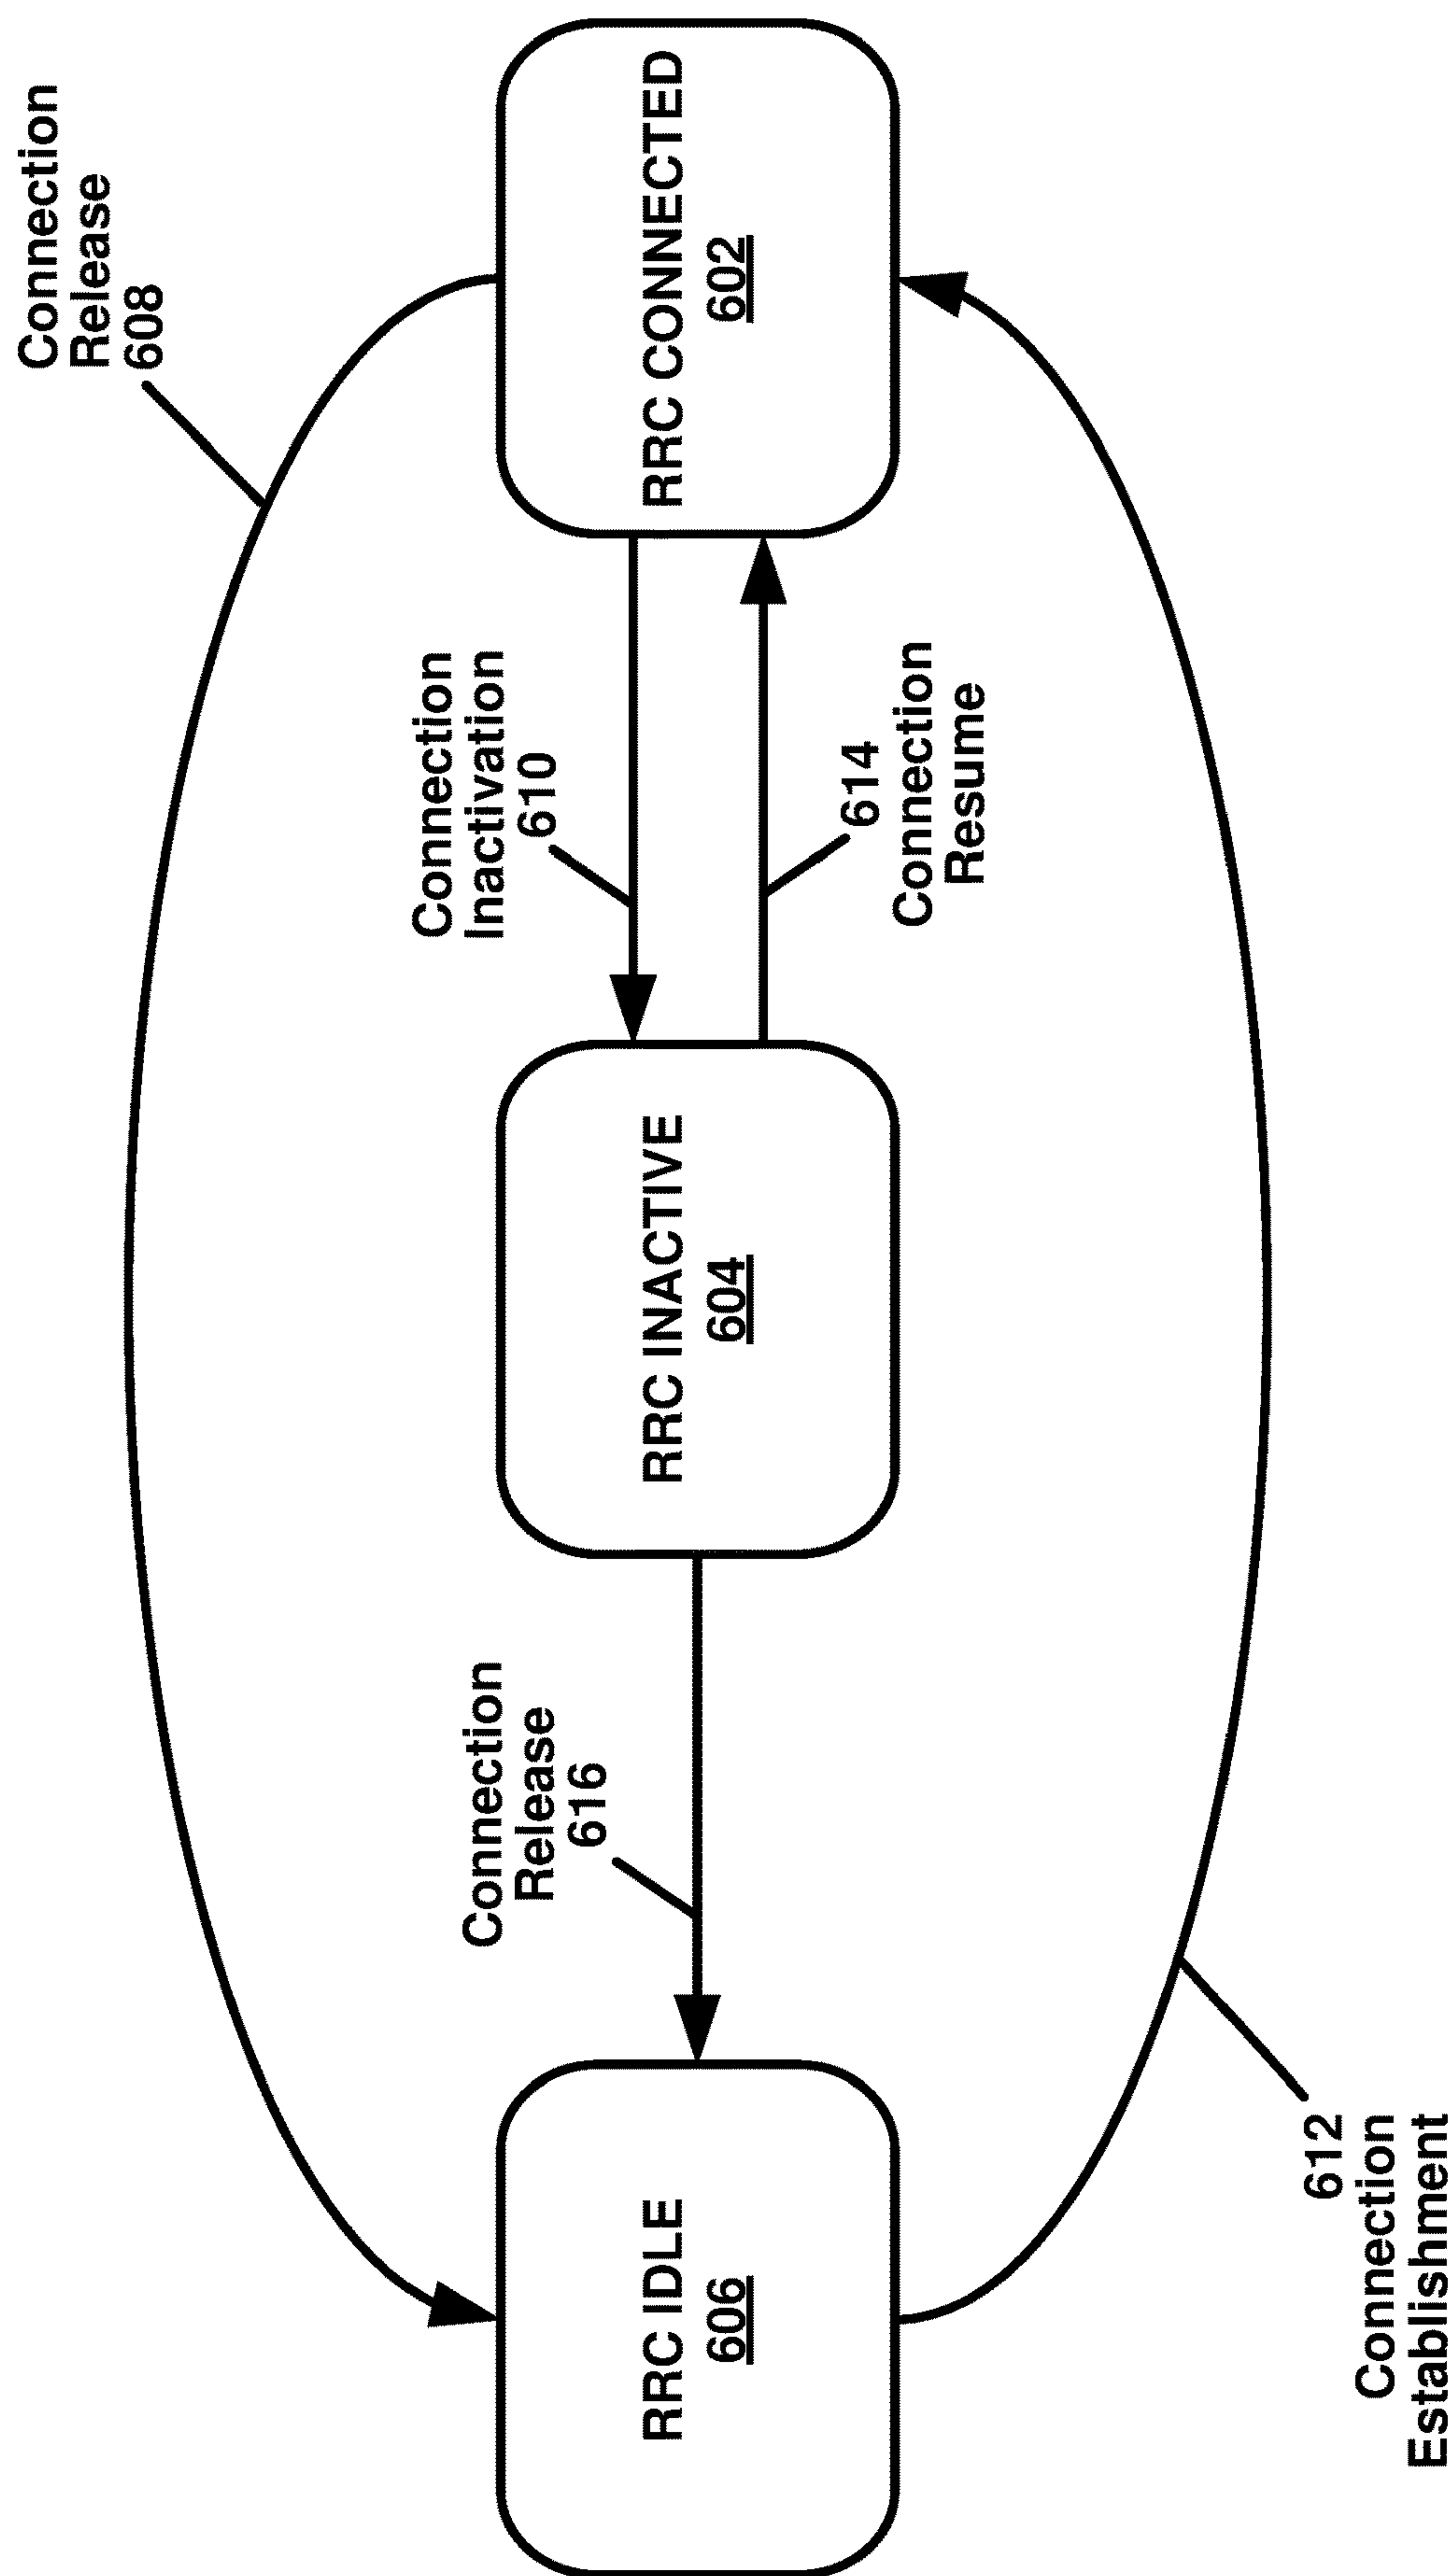 Connection
Release
608
RRC IDLE
606
Connection
Release
616
RRC INACTIVE
604
Connection
Inactivation
610
614
Connection
Resume
RRC CONNECTED
602
612
Connection
Establishment